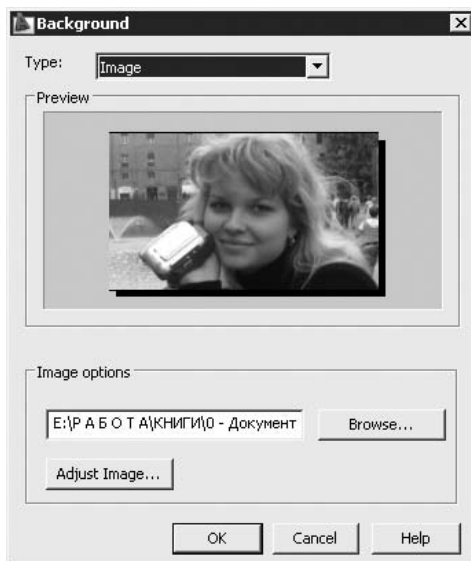 Background
Type:
Image
Preview
Image options
E:\Р А Б О Т А\КНИГИ\0 - Документ
Browse...
Adjust Image...
OK
Cancel
Help